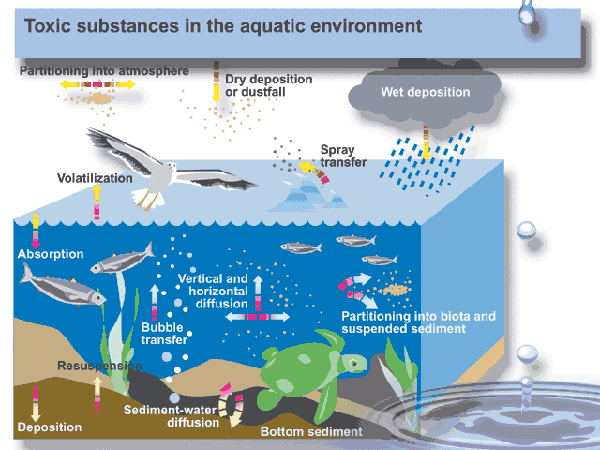 Toxic substances in the aquatic environment
Partitioning into atmosphere
Dry deposition
or dustfall
Wet deposition
Spray
transfer
Volatilization
Absorption
Vertical and
horizontal
diffusion
Partitioning into biota and
suspended sediment
Bubble
transfer
Resuspension
Sediment-water
diffusion
Deposition
Bottom sediment